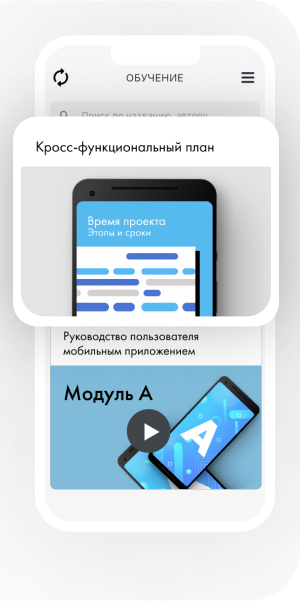 ОБУЧЕНИЕ
Поиск по названию, автору
Кросс-функциональный план
Время проекта
Этапы и сроки
Руководство пользователя
мобильным приложением
Модуль А
А